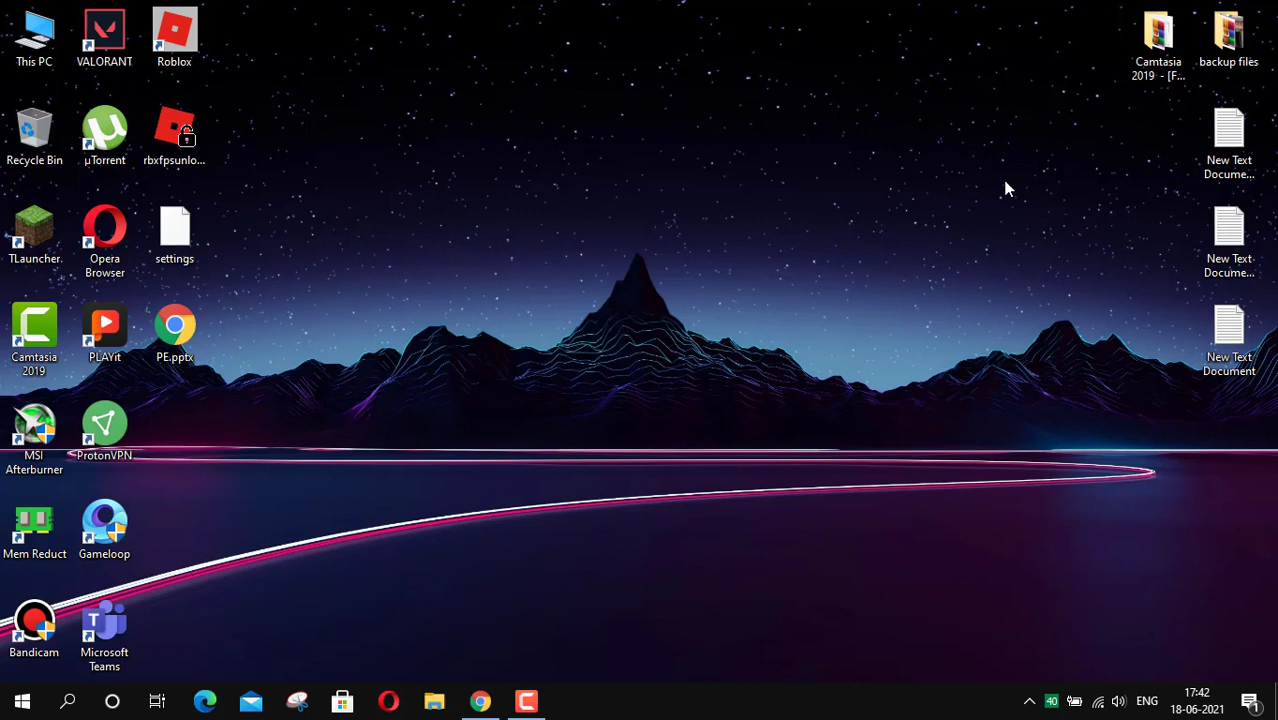 This PC
VALORANT
Roblox
Recycle Bin
µTorrent
rbxfpsunlo...
TLauncher.
Opera
Browser
settings
Camtasia
2019
PLAYit
PE.pptx
MSI
Afterburner
ProtonVPN
Mem Reduct
Gameloop
Bandicam
Microsoft
Teams
Camtasia
2019 - [F...
backup files
New Text
Docume...
New Text
Docume...
New Text
Document
40
ENG
17:42
18-06-2021
1